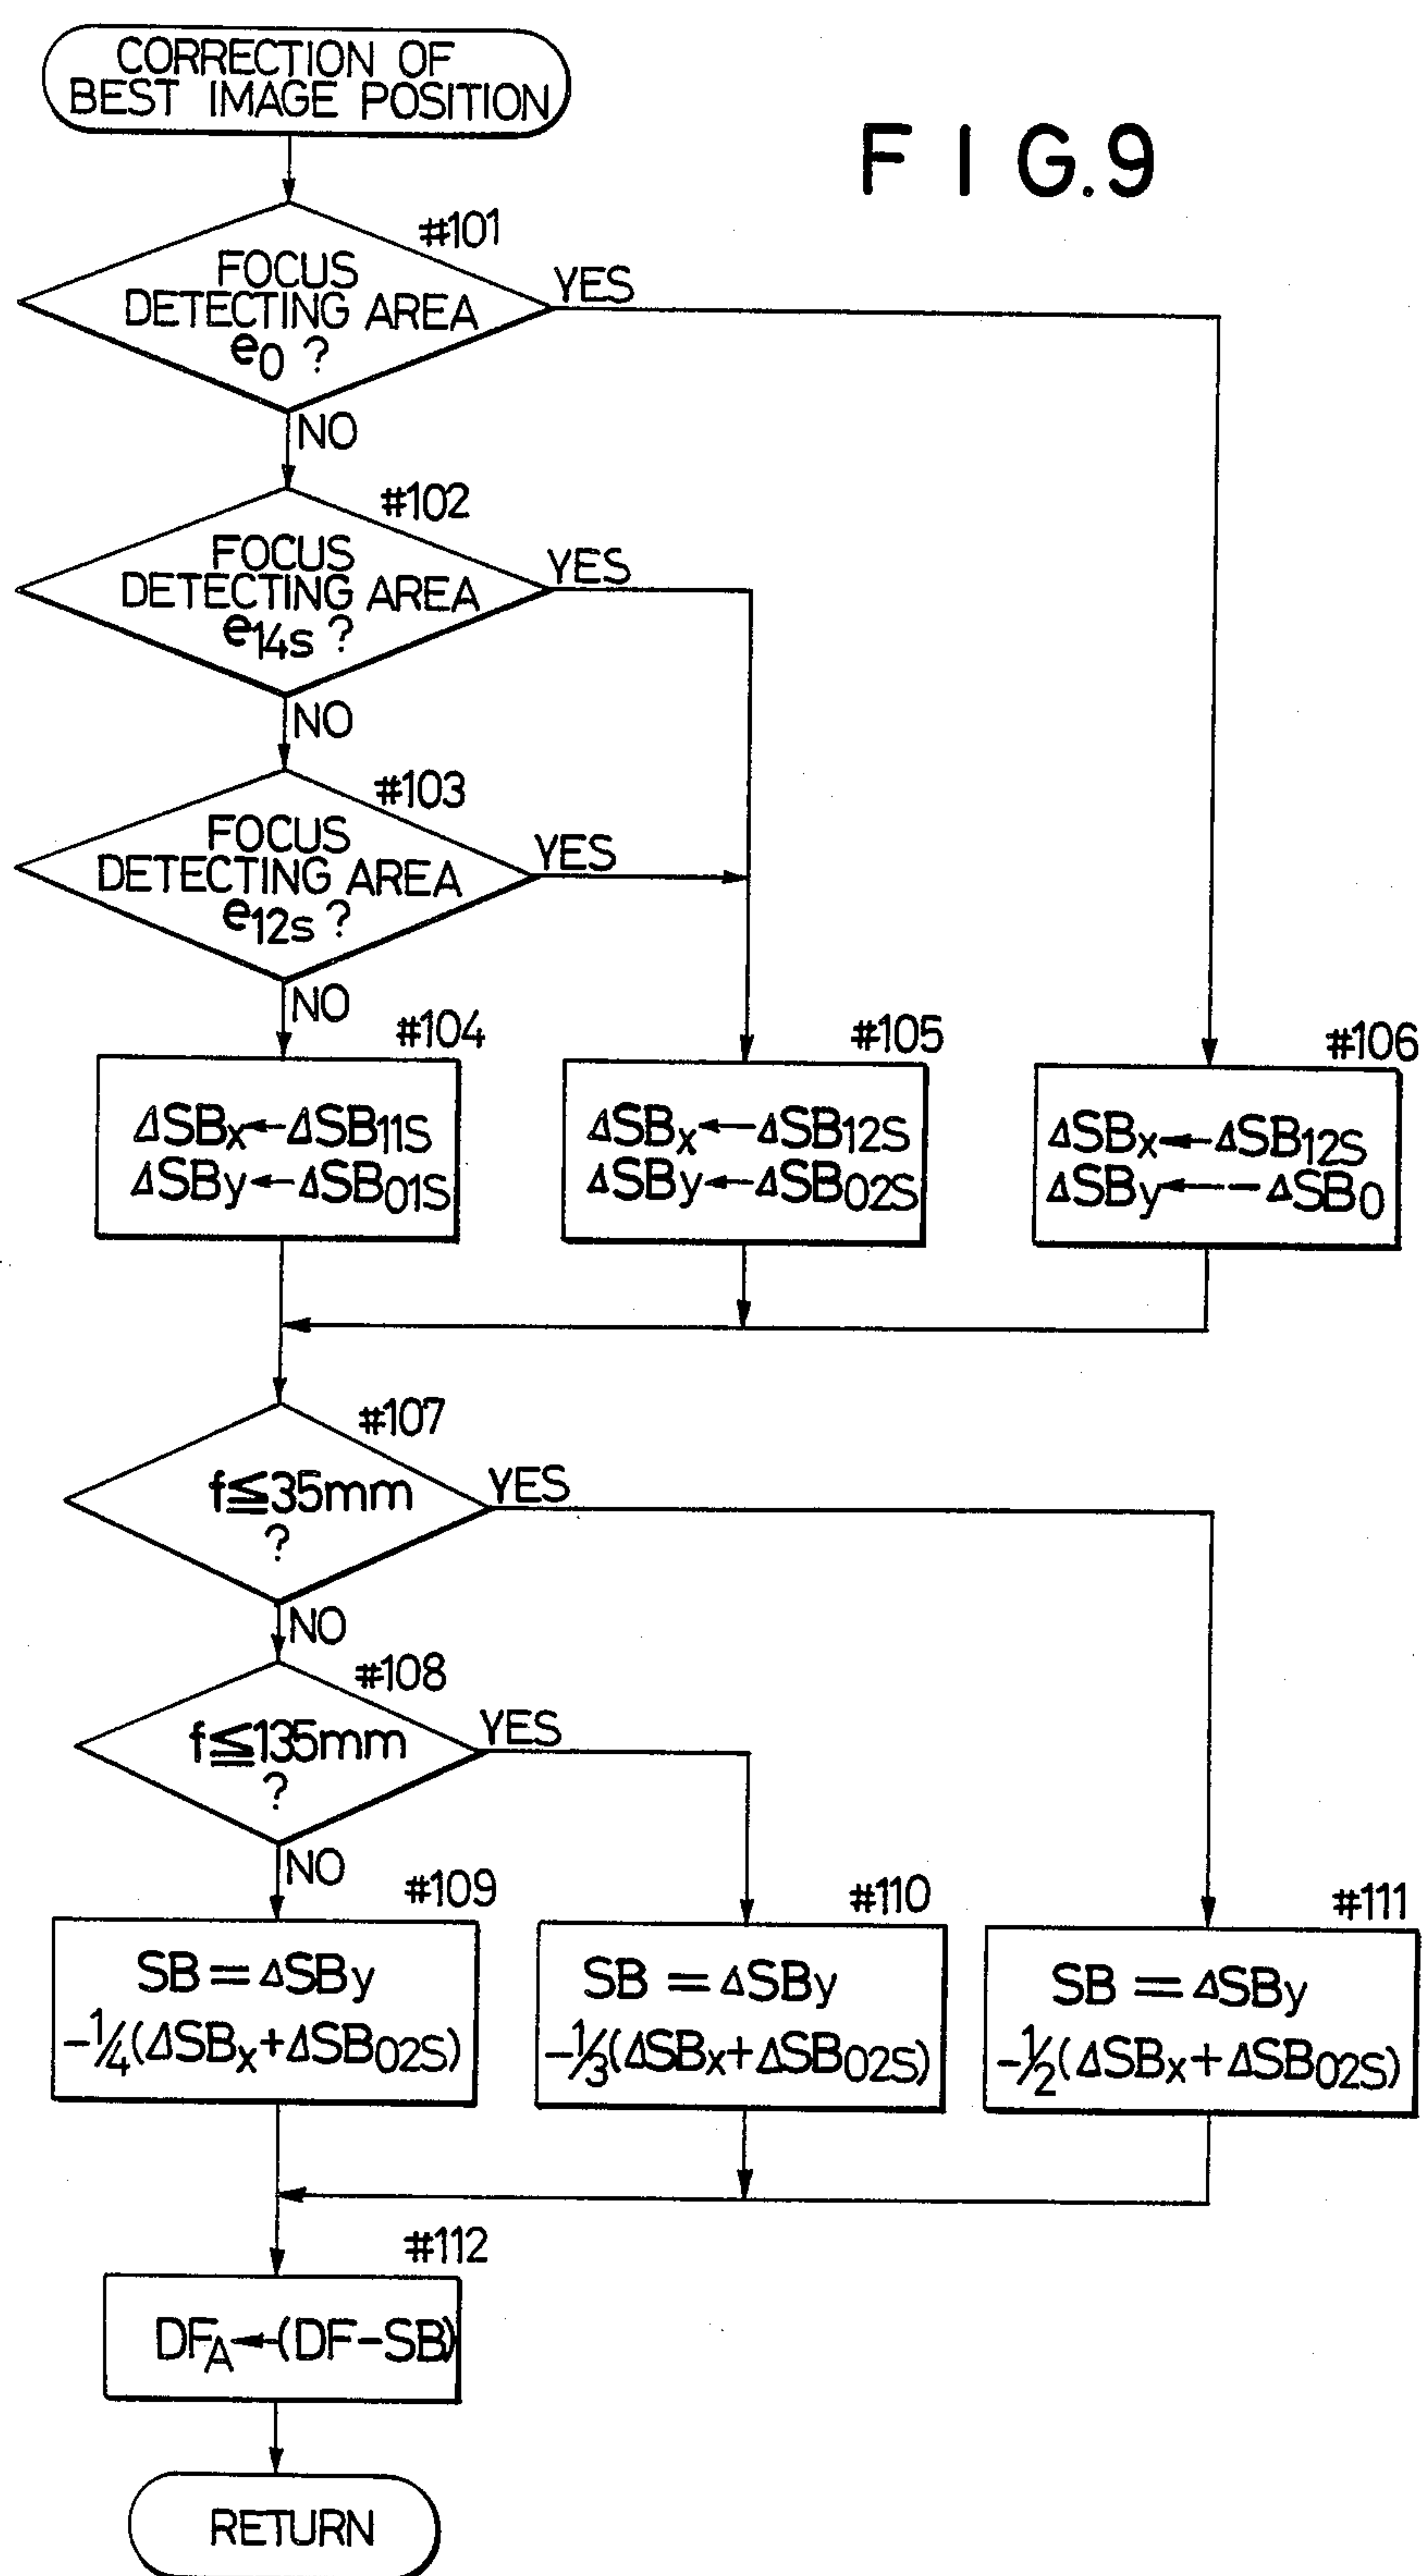 CORRECTION OF
BEST IMAGE POSITION
FIG.9
#101
FOCUS
DETECTING AREA
e0 ?
YES
NO
#102
FOCUS
DETECTING AREA
e14s ?
YES
NO
#103
FOCUS
DETECTING AREA
e12s ?
YES
NO
#104
ΔSBx←ΔSB11S
ΔSBy←ΔSB01S
#105
ΔSBx←ΔSB12S
ΔSBy←ΔSB02S
#106
ΔSBx←ΔSB12S
ΔSBy←−ΔSB0
#107
f≦35mm
?
YES
NO
#108
f≦135mm
?
YES
NO
#109
SB=ΔSBy
-1/4(ΔSBx+ΔSB02S)
#110
SB=ΔSBy
-1/3(ΔSBx+ΔSB02S)
#111
SB=ΔSBy
-1/2(ΔSBx+ΔSB02S)
#112
DFA←(DF-SB)
RETURN